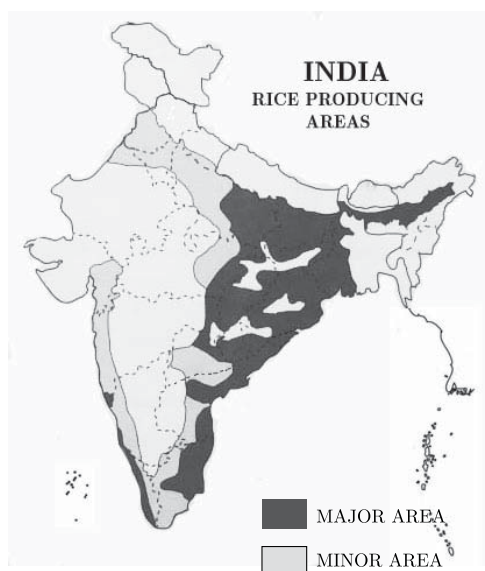 INDIA
RICE PRODUCING
AREAS
MAJOR AREA
MINOR AREA